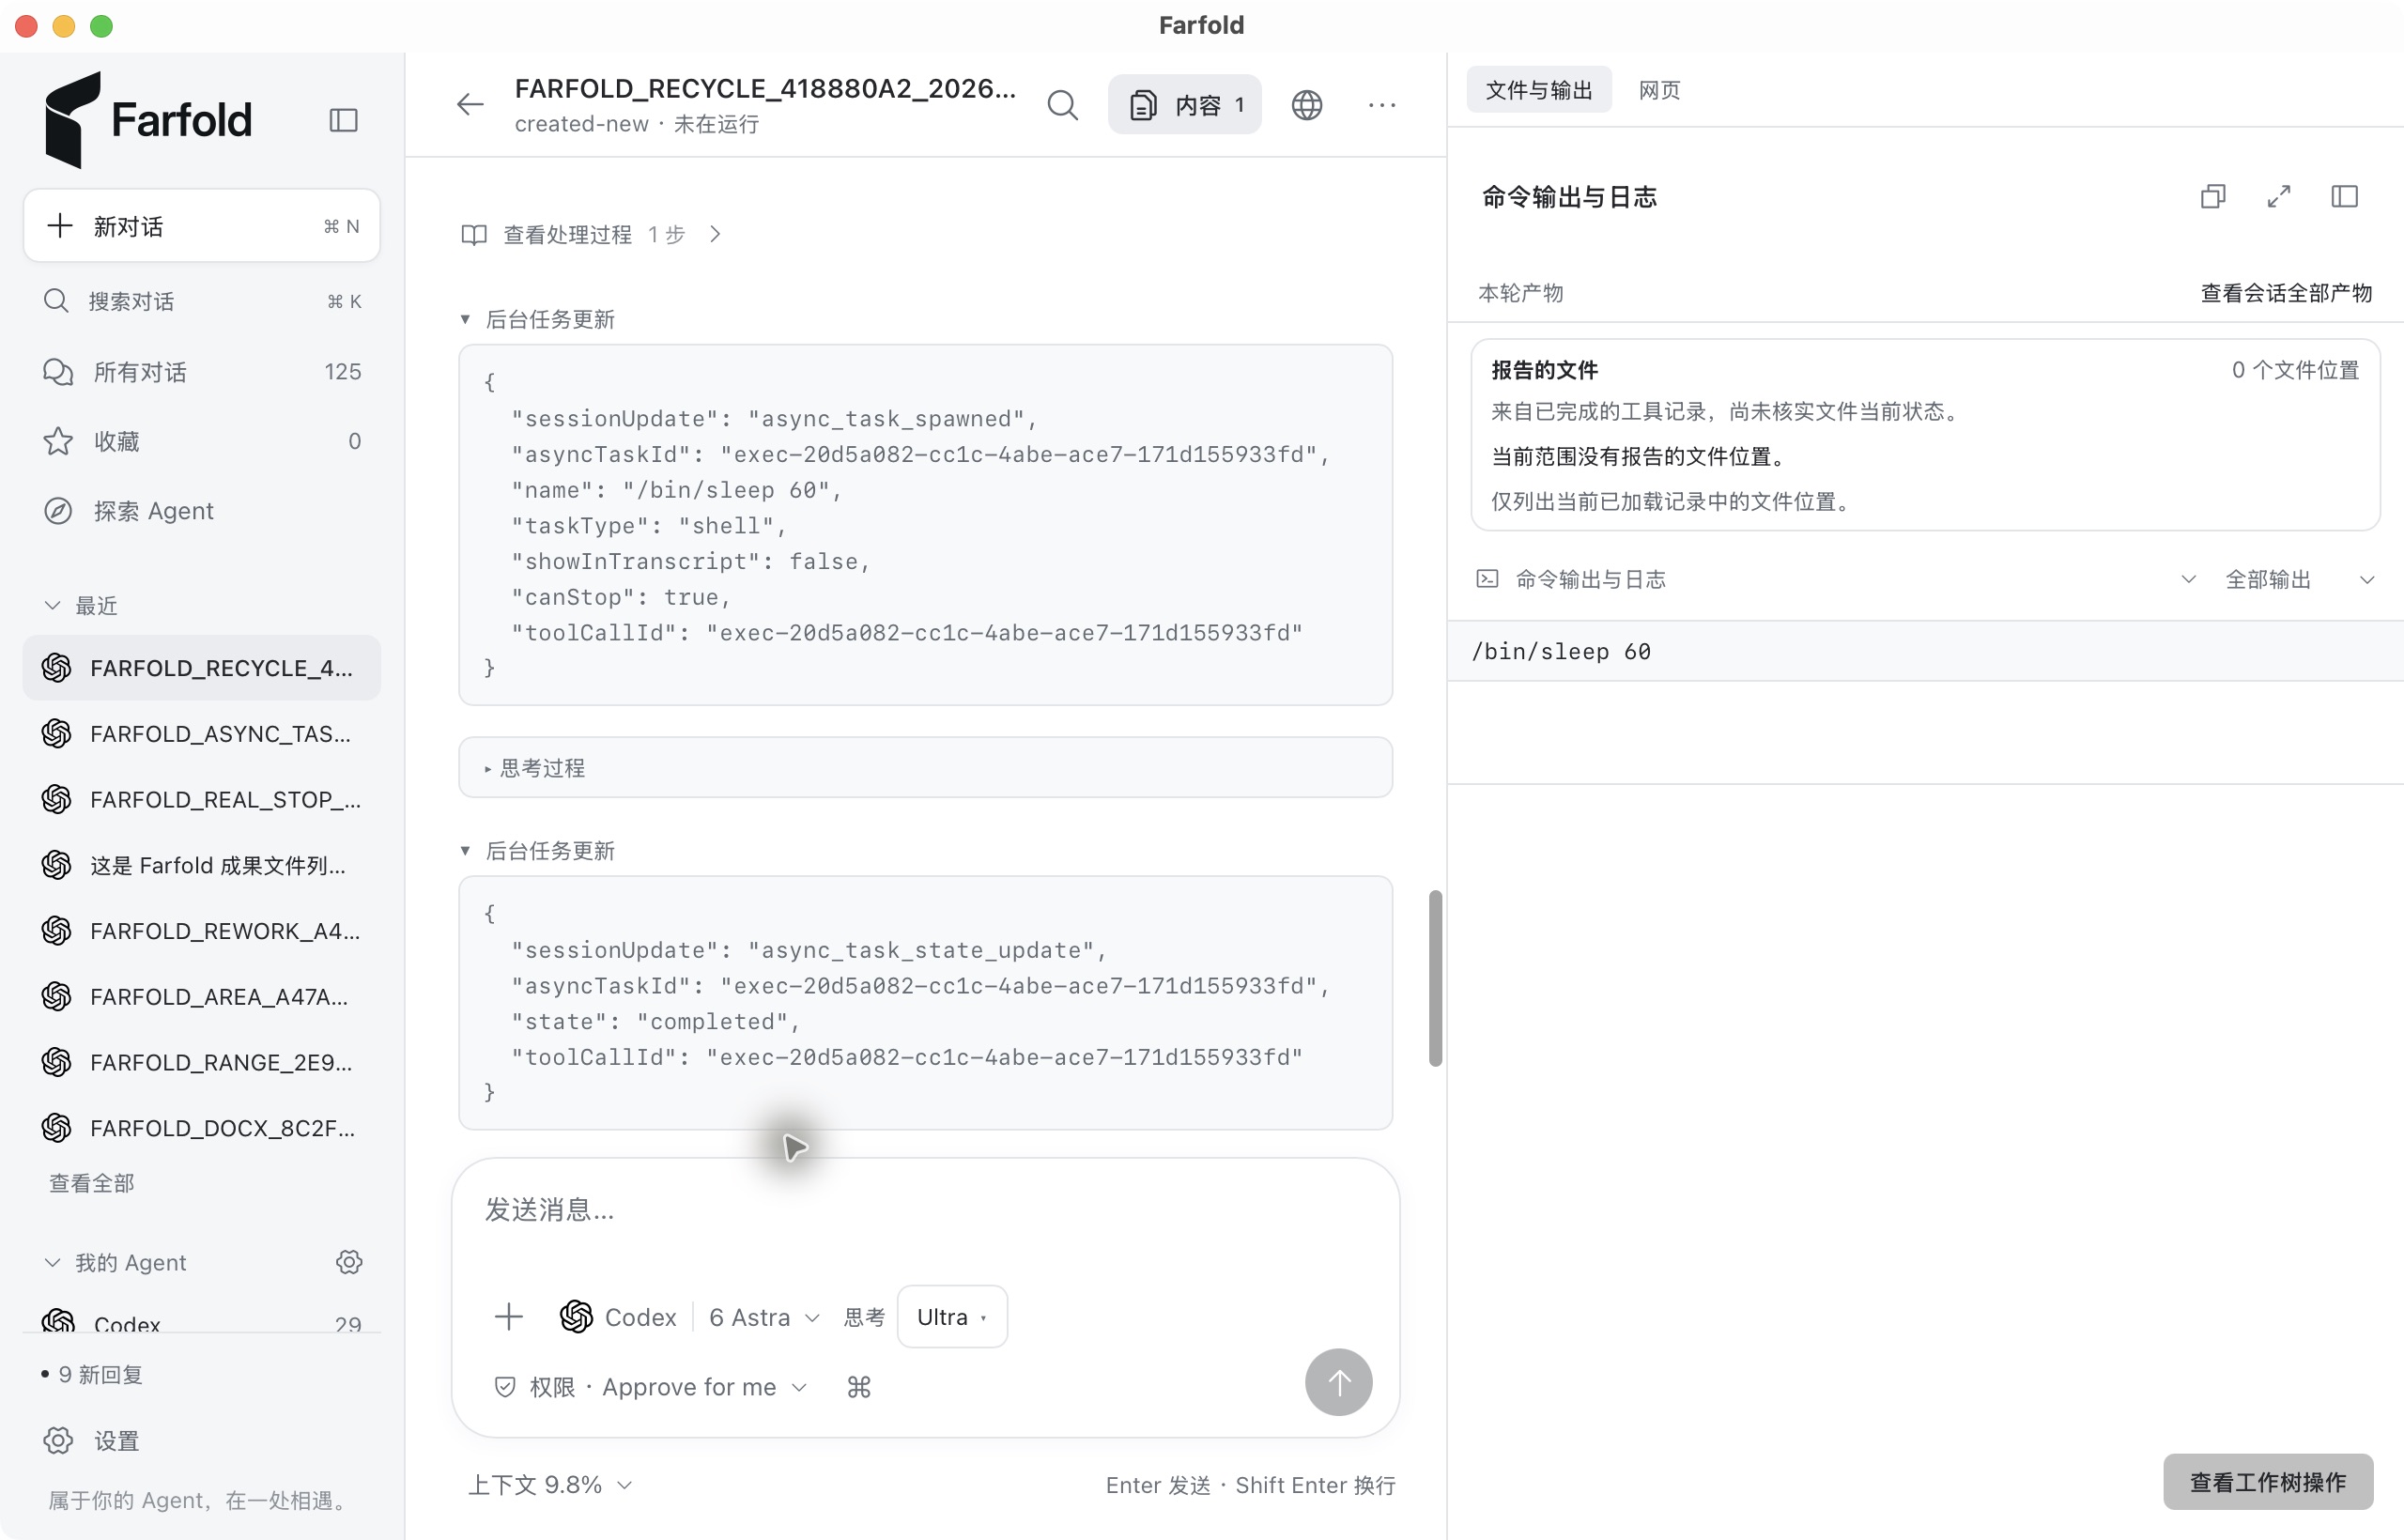 Farfold
Farfold
新对话 ⌘ N
搜索对话 ⌘ K
所有对话 125
收藏 0
探索 Agent
最近
FARFOLD_RECYCLE_4...
FARFOLD_ASYNC_TAS...
FARFOLD_REAL_STOP_...
这是 Farfold 成果文件列...
FARFOLD_REWORK_A4...
FARFOLD_AREA_A47A...
FARFOLD_RANGE_2E9...
FARFOLD_DOCX_8C2F...
查看全部
我的 Agent
Codex 29
9 新回复
设置
属于你的 Agent，在一处相遇。
FARFOLD_RECYCLE_418880A2_2026...
created-new · 未在运行
内容 1
查看处理过程 1 步
后台任务更新
{
"sessionUpdate": "async_task_spawned",
"asyncTaskId": "exec-20d5a082-cc1c-4abe-ace7-171d155933fd",
"name": "/bin/sleep 60",
"taskType": "shell",
"showInTranscript": false,
"canStop": true,
"toolCallId": "exec-20d5a082-cc1c-4abe-ace7-171d155933fd"
}
思考过程
后台任务更新
{
"sessionUpdate": "async_task_state_update",
"asyncTaskId": "exec-20d5a082-cc1c-4abe-ace7-171d155933fd",
"state": "completed",
"toolCallId": "exec-20d5a082-cc1c-4abe-ace7-171d155933fd"
}
发送消息...
Codex 6 Astra 思考 Ultra
权限 · Approve for me ⌘
上下文 9.8% Enter 发送 · Shift Enter 换行
文件与输出 网页
命令输出与日志
本轮产物 查看会话全部产物
报告的文件 0 个文件位置
来自已完成的工具记录，尚未核实文件当前状态。
当前范围没有报告的文件位置。
仅列出当前已加载记录中的文件位置。
命令输出与日志 全部输出
/bin/sleep 60
查看工作树操作